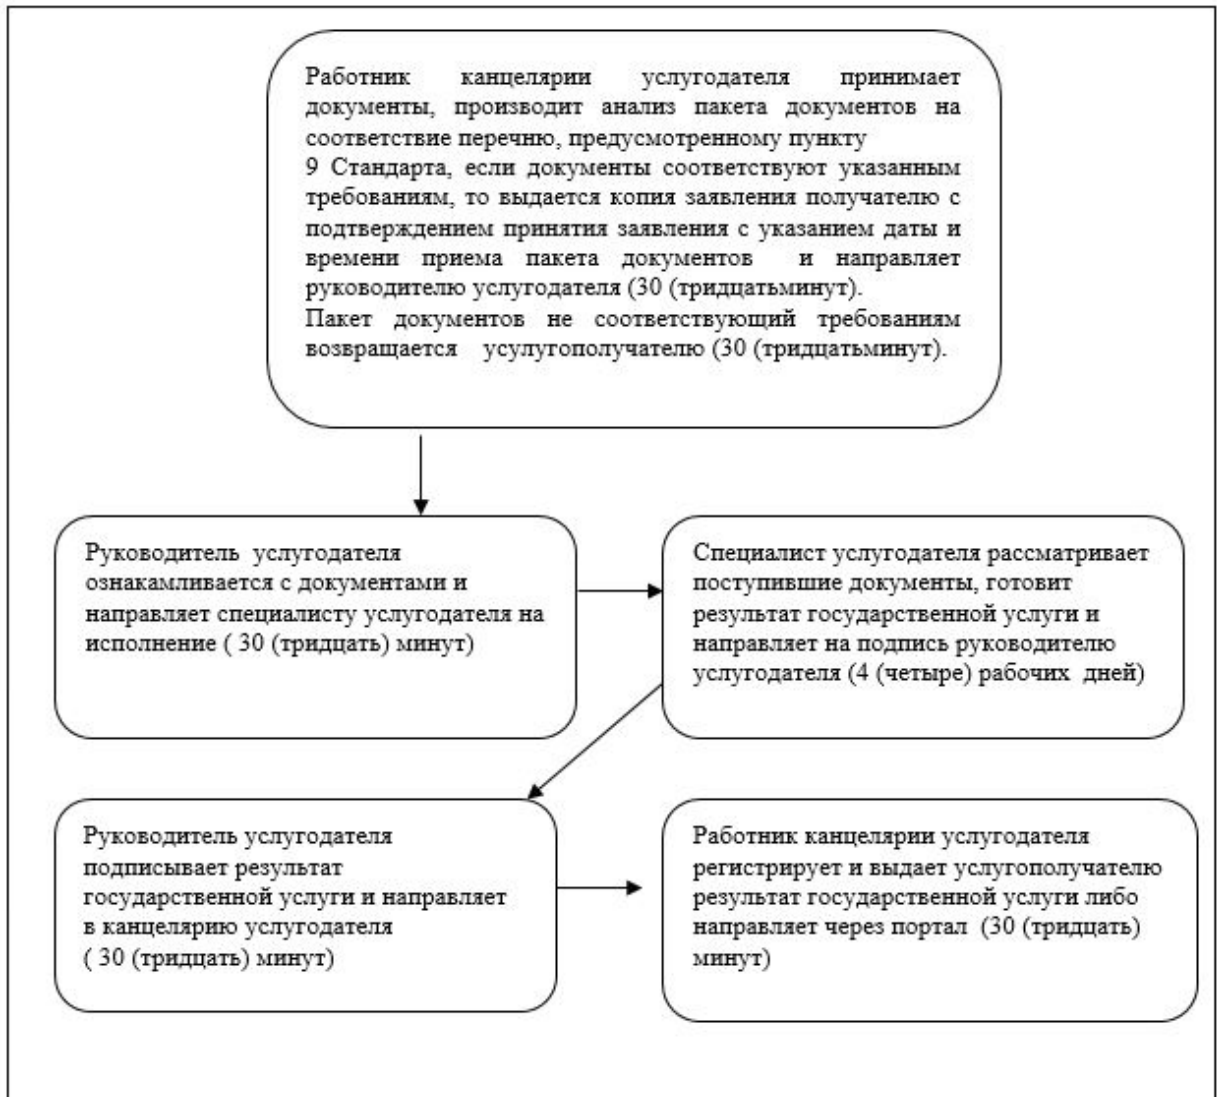 Работник канцелярии услугодателя принимает
документы, производит анализ пакета документов на
соответствие перечню, предусмотренному пункту
9 Стандарта, если документы соответствуют указанным
требованиям, то выдается копия заявления получателю с
подтверждением принятия заявления с указанием даты и
времени приема пакета документов и направляет
руководителю услугодателя (30 (тридцатьминут).
Пакет документов не соответствующий требованиям
возвращается усулугополучателю (30 (тридцатьминут).
Руководитель услугодателя
ознакамливается с документами и
направляет специалисту услугодателя на
исполнение ( 30 (тридцать) минут)
Специалист услугодателя рассматривает
поступившие документы, готовит
результат государственной услуги и
направляет на подпись руководителю
услугодателя (4 (четыре) рабочих дней)
Руководитель услугодателя
подписывает результат
государственной услуги и направляет
в канцелярию услугодателя
( 30 (тридцать) минут)
Работник канцелярии услугодателя
регистрирует и выдает услугополучателю
результат государственной услуги либо
направляет через портал (30 (тридцать)
минут)